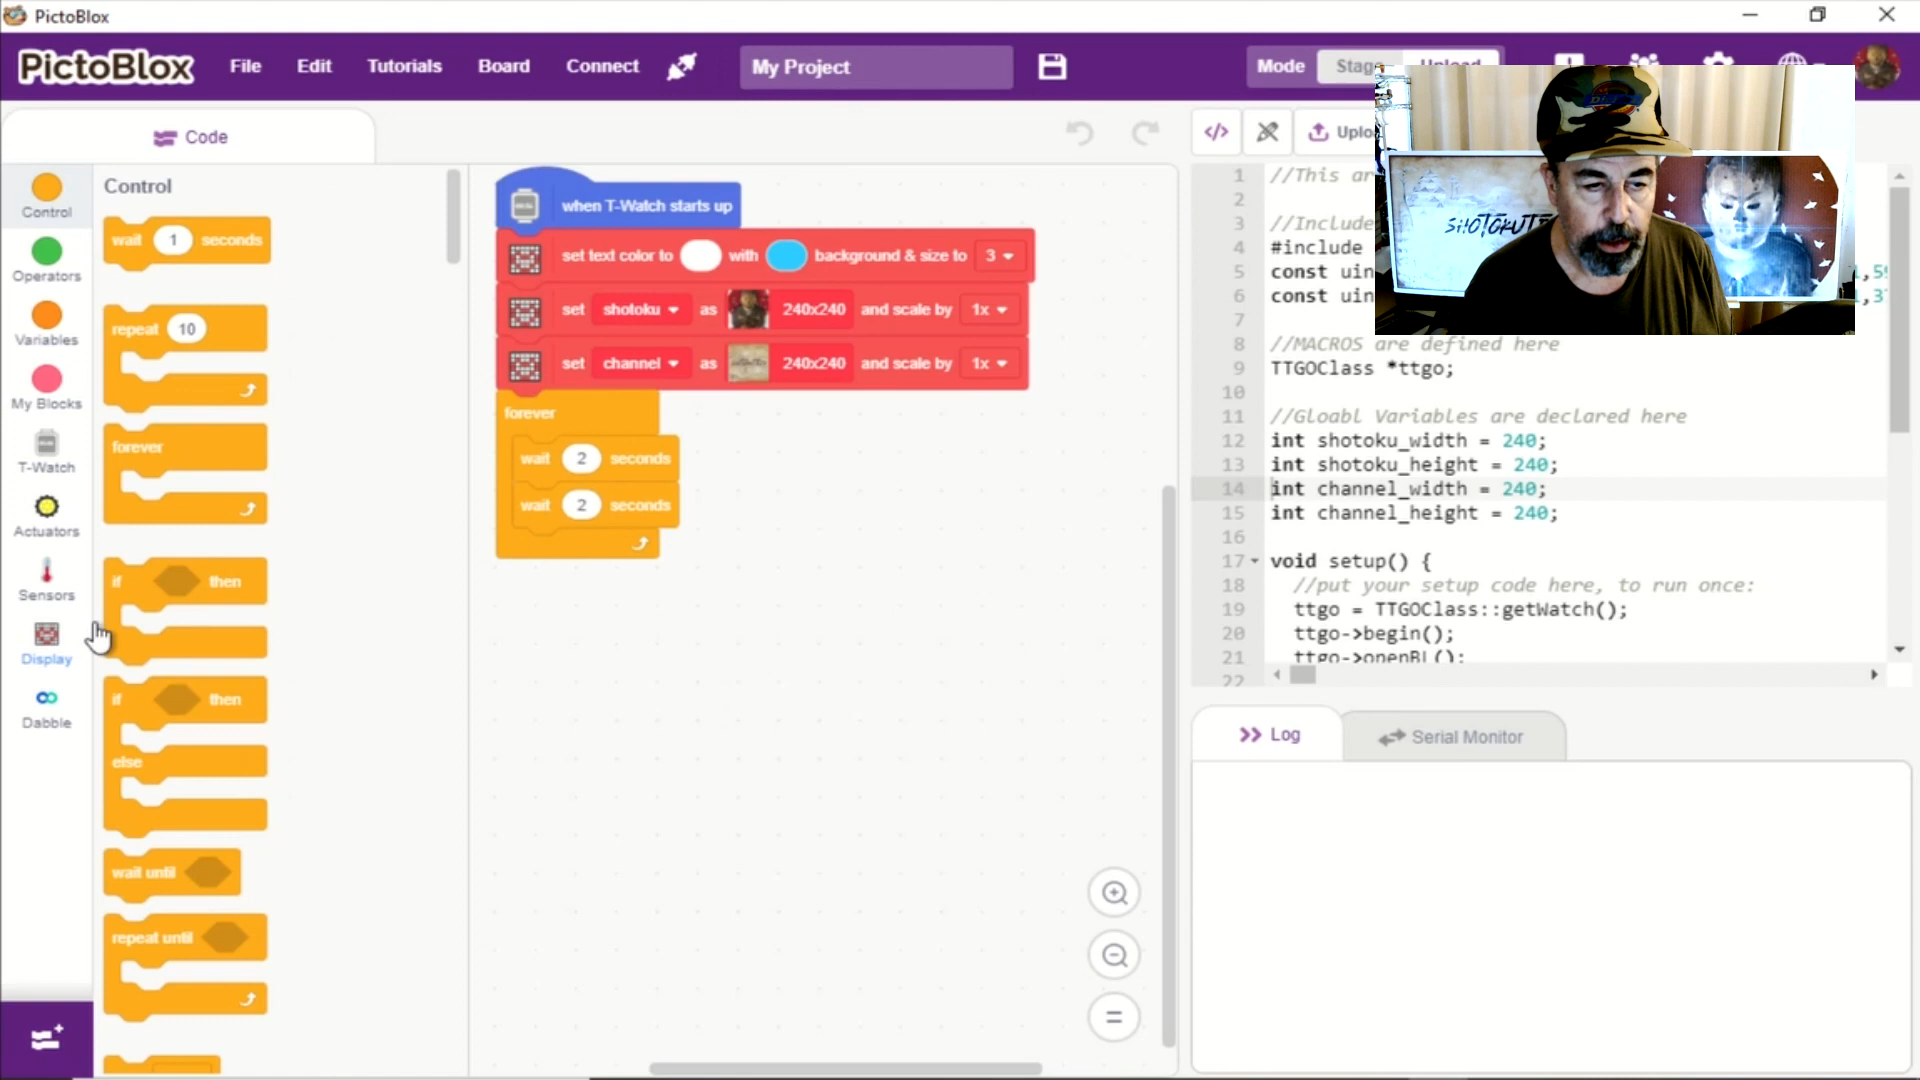 PictoBlox
PictoBlox File Edit Tutorials Board Connect My Project Mode Stage Upload
Code
Control
Operators
Variables
My Blocks
T-Watch
Actuators
Sensors
Display
Dabble
Control
wait 1 seconds
repeat 10
forever
if then
if then
else
wait until
repeat until
when T-Watch starts up
set text color to with background & size to 3
set shotoku as 240x240 and scale by 1x
set channel as 240x240 and scale by 1x
forever
wait 2 seconds
wait 2 seconds
Uplo
1 //This ar
2
3 //Include
4 #include
5 const uin
6 const uin
7
8 //MACROS are defined here
9 TTGOClass *ttgo;
10
11 //Gloabl Variables are declared here
12 int shotoku_width = 240;
13 int shotoku_height = 240;
14 int channel_width = 240;
15 int channel_height = 240;
16
17 void setup() {
18 //put your setup code here, to run once:
19 ttgo = TTGOClass::getWatch();
20 ttgo->begin();
21 ttgo->openBL();
22
Log
Serial Monitor